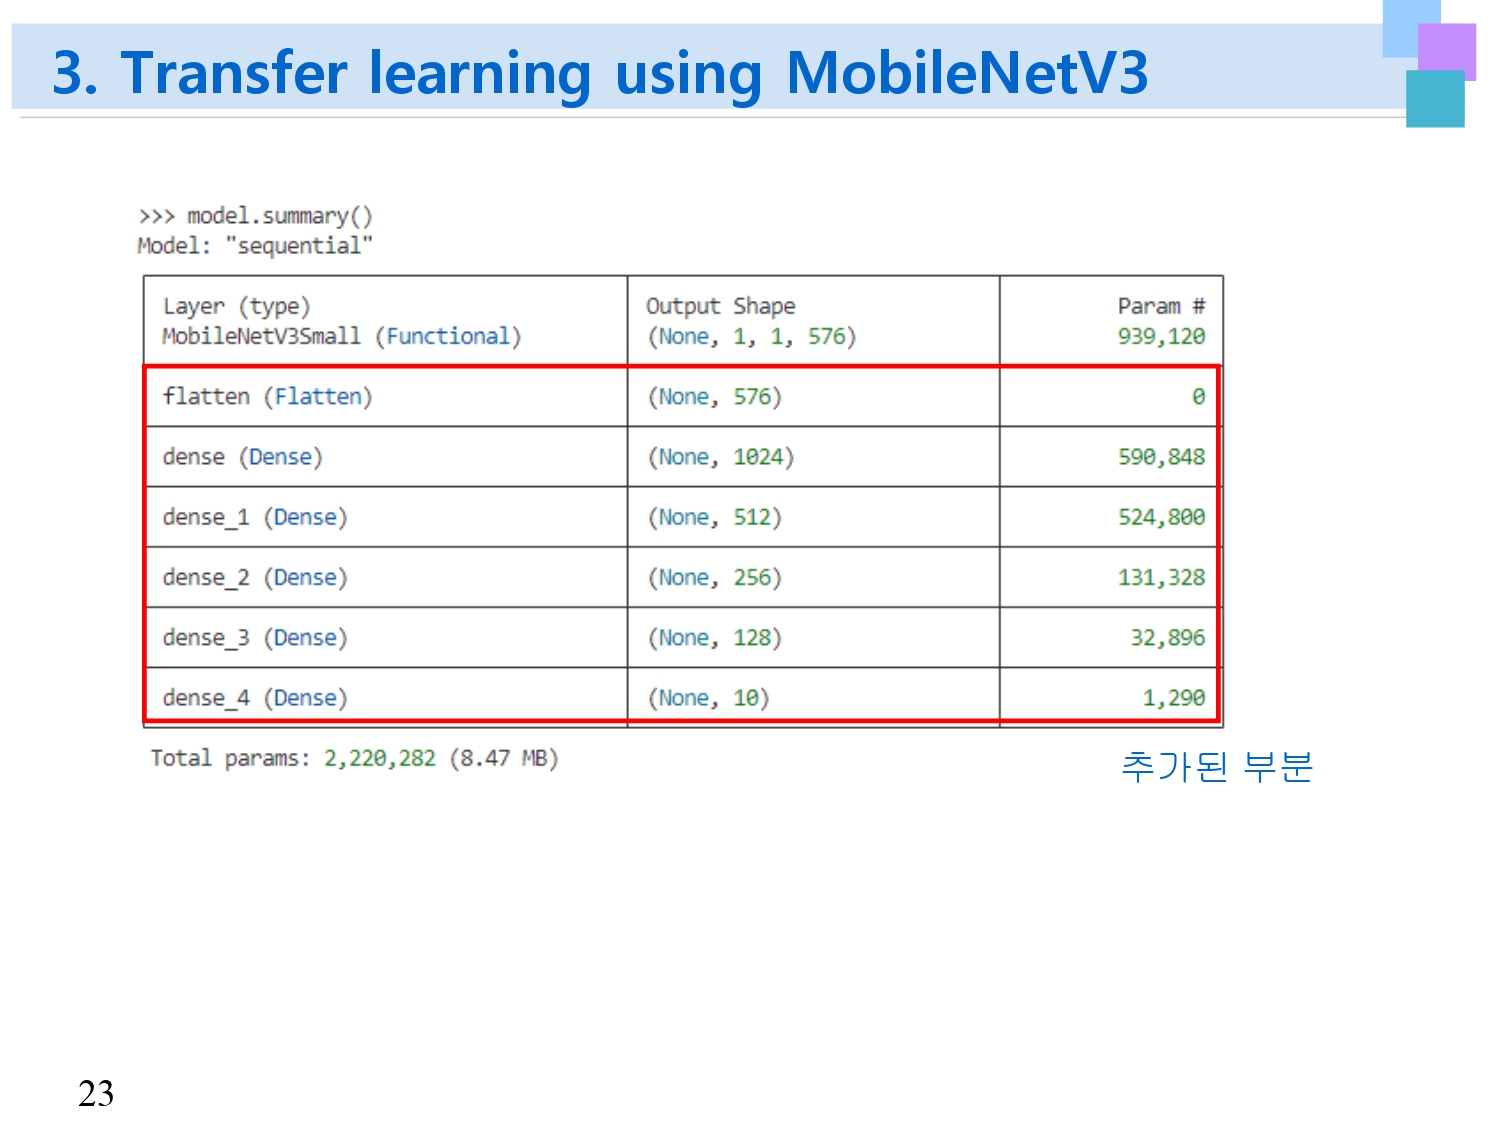 3. Transfer learning using MobileNetV3
>>> model.summary()
Model: "sequential"
Layer (type) Output Shape Param #
MobileNetV3Small (Functional) (None, 1, 1, 576) 939,120
flatten (Flatten) (None, 576) 0
dense (Dense) (None, 1024) 590,848
dense_1 (Dense) (None, 512) 524,800
dense_2 (Dense) (None, 256) 131,328
dense_3 (Dense) (None, 128) 32,896
dense_4 (Dense) (None, 10) 1,290
Total params: 2,220,282 (8.47 MB)
추가된 부분
23